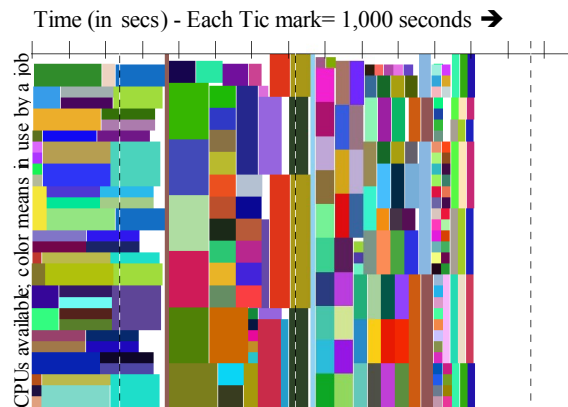 Time (in secs) - Each Tic mark= 1,000 seconds ➔
CPUs available; color means in use by a job